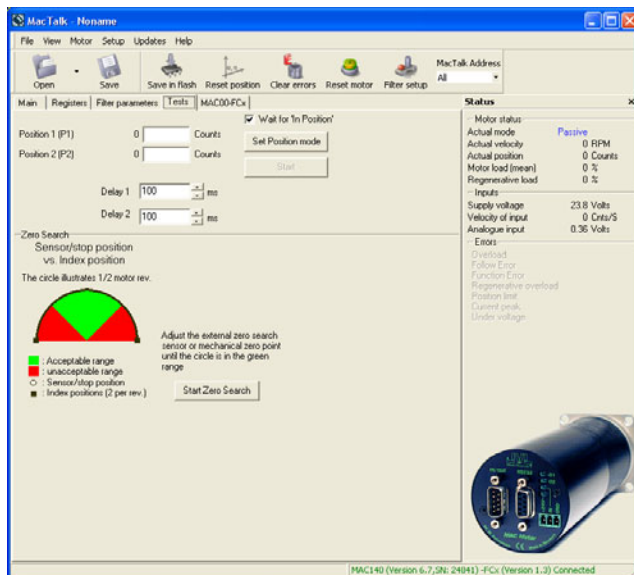 MacTalk - Noname
File View Motor Setup Updates Help
Open Save Save in flash Reset position Clear errors Reset motor Filter setup
MacTalk Address
All
Main Registers Filter parameters Tests MAC00-FCx
Position 1 (P1) 0 Counts
Position 2 (P2) 0 Counts
Wait for 'In Position'
Set Position mode
Start
Delay 1 100 ms
Delay 2 100 ms
Zero Search
Sensor/stop position
vs. Index position
The circle illustrates 1/2 motor rev.
: Acceptable range
: unacceptable range
: Sensor/stop position
: Index positions (2 per rev.)
Adjust the external zero search
sensor or mechanical zero point
until the circle is in the green
range
Start Zero Search
Status
Motor status
Actual mode Passive
Actual velocity 0 RPM
Actual position 0 Counts
Motor load (mean) 0 %
Regenerative load 0 %
Inputs
Supply voltage 23.8 Volts
Velocity of input 0 Cnts/S
Analogue input 0.36 Volts
Errors
Overload
Follow Error
Function Error
Regenerative overload
Position limit
Current peak,
Under voltage
MAC140 (Version 6.7,SN: 24041) -FCx (Version 1.3) Connected